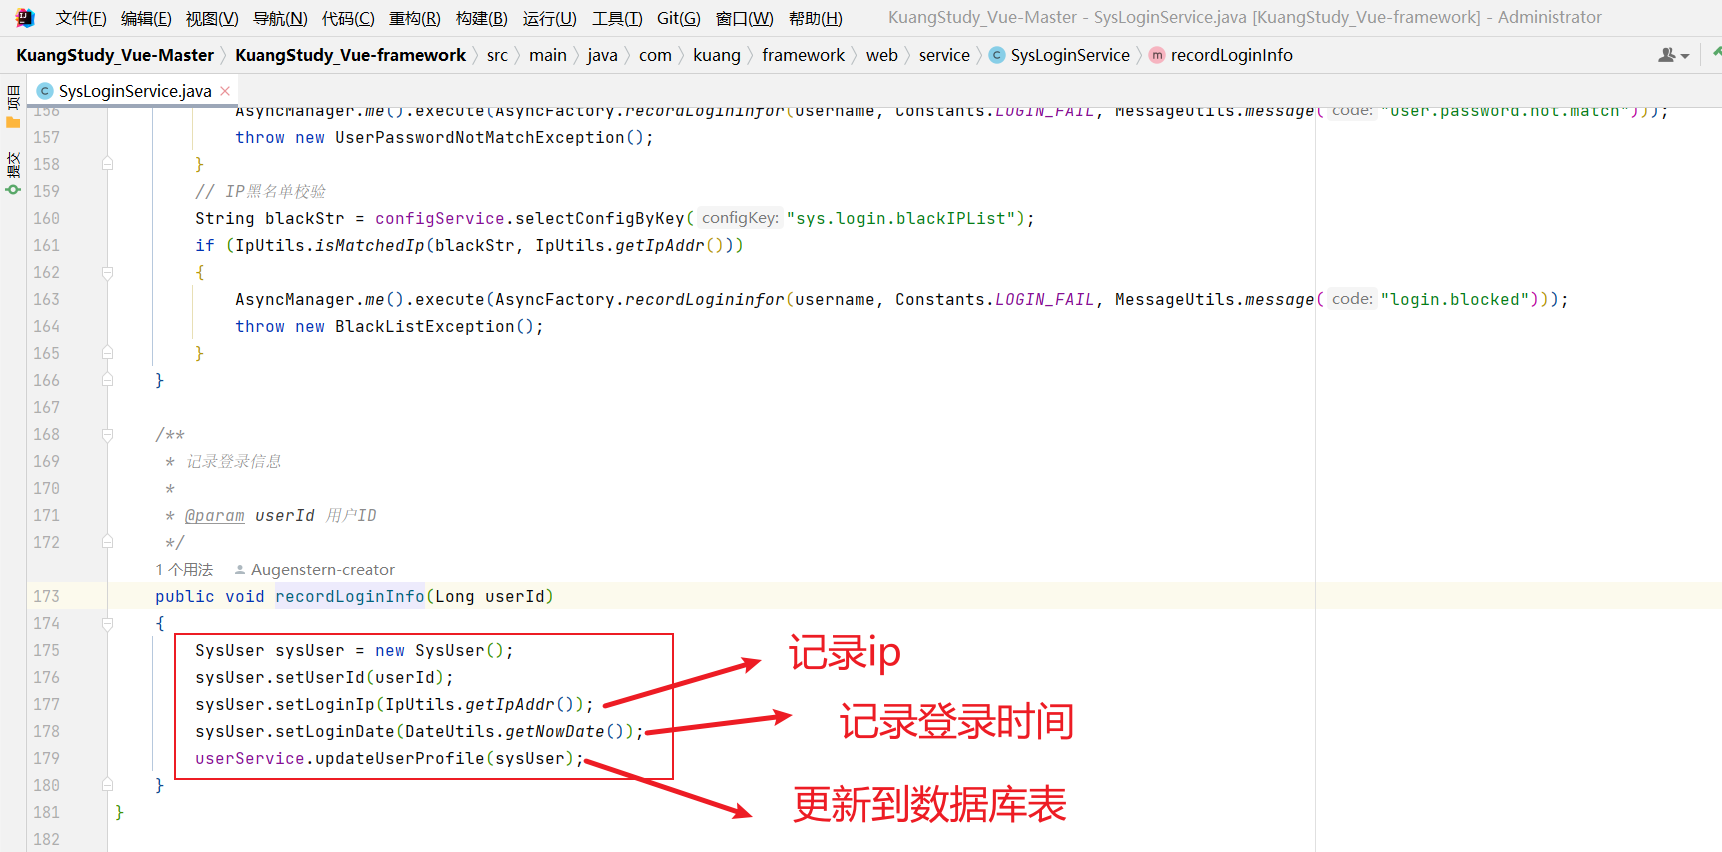 文件(F) 编辑(E) 视图(V) 导航(N) 代码(C) 重构(R) 构建(B) 运行(U) 工具(T) Git(G) 窗口(W) 帮助(H) KuangStudy_Vue-Master - SysLoginService.java [KuangStudy_Vue-framework] - Administrator
KuangStudy_Vue-Master KuangStudy_Vue-framework src main java com kuang framework web service C SysLoginService m recordLoginInfo
项目
提交
C SysLoginService.java ×
156 AsyncManager.me().execute(AsyncFactory.recordLogininfor(username, Constants.LOGIN_FAIL, MessageUtils.message( code: "user.password.not.match")));
157 throw new UserPasswordNotMatchException();
158 }
159 // IP黑名单校验
160 String blackStr = configService.selectConfigByKey( configKey: "sys.login.blackIPList");
161 if (IpUtils.isMatchedIp(blackStr, IpUtils.getIpAddr()))
162 {
163 AsyncManager.me().execute(AsyncFactory.recordLogininfor(username, Constants.LOGIN_FAIL, MessageUtils.message( code: "login.blocked")));
164 throw new BlackListException();
165 }
166 }
167
168 /**
169 * 记录登录信息
170 *
171 * @param userId 用户ID
172 */
1 个用法 Augenstern-creator
173 public void recordLoginInfo(Long userId)
174 {
175 SysUser sysUser = new SysUser();
记录ip
176 sysUser.setUserId(userId);
177 sysUser.setLoginIp(IpUtils.getIpAddr());
记录登录时间
178 sysUser.setLoginDate(DateUtils.getNowDate());
179 userService.updateUserProfile(sysUser);
更新到数据库表
180 }
181 }
182